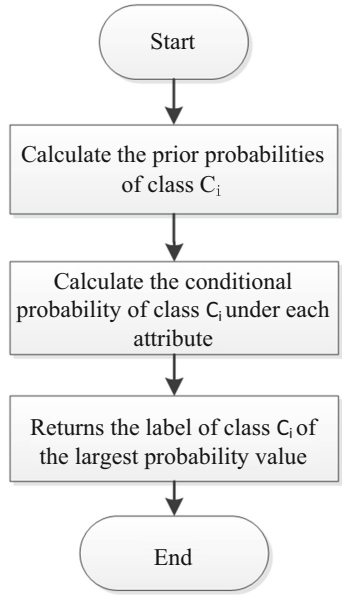 Start
Calculate the prior probabilities
of class Cᵢ
Calculate the conditional
probability of class Cᵢ under each
attribute
Returns the label of class Cᵢ of
the largest probability value
End